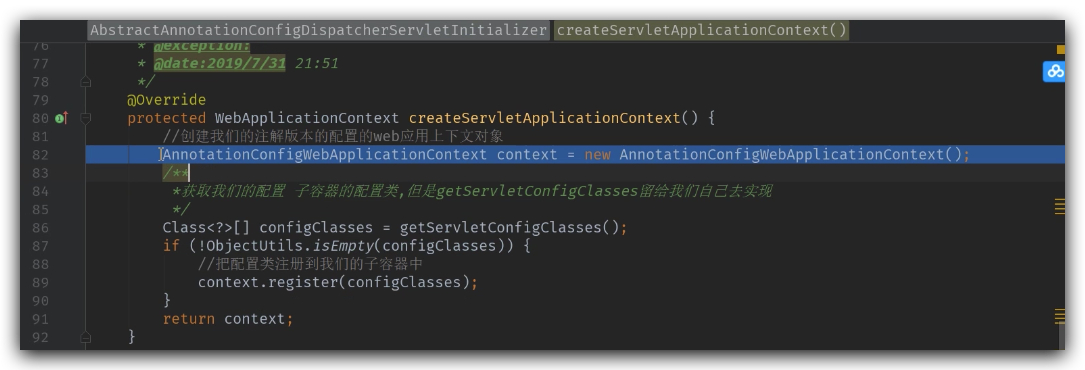 AbstractAnnotationConfigDispatcherServletInitializer createServletApplicationContext()
76 * @exception:
77 * @date:2019/7/31 21:51
78 */
79 @Override
80 protected WebApplicationContext createServletApplicationContext() {
81 //创建我们的注解版本的配置的web应用上下文对象
82 AnnotationConfigWebApplicationContext context = new AnnotationConfigWebApplicationContext();
83 /**
84 *获取我们的配置 子容器的配置类,但是getServletConfigClasses留给我们自己去实现
85 */
86 Class<?>[] configClasses = getServletConfigClasses();
87 if (!ObjectUtils.isEmpty(configClasses)) {
88 //把配置类注册到我们的子容器中
89 context.register(configClasses);
90 }
91 return context;
92 }